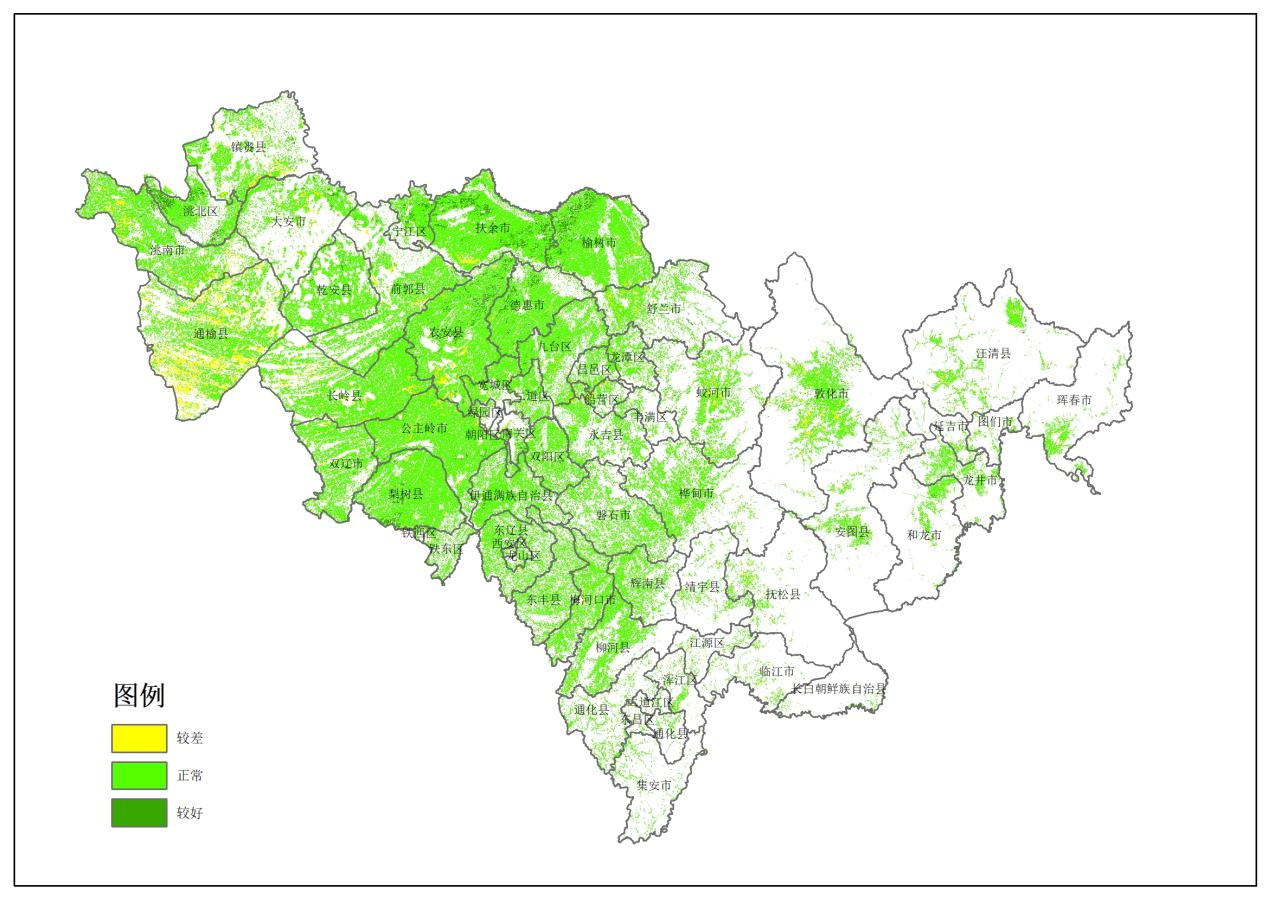 镇赉县
洮北区
大安市
洮南市
宁江区
扶余市
榆树市
乾安县
前郭县
德惠市
舒兰市
通榆县
农安县
九台区
龙潭区
昌邑区
汪清县
长岭县
宽城区
二道区
船营区
蛟河市
敦化市
珲春市
绿园区
丰满区
公主岭市
朝阳区
南关区
永吉县
延吉市
图们市
双辽市
双阳区
龙井市
梨树县
伊通满族自治县
桦甸市
磐石市
铁西区
东辽县
安图县
和龙市
铁东区
西安区
龙山区
辉南县
靖宇县
抚松县
东丰县
梅河口市
柳河县
江源区
临江市
浑江区
长白朝鲜族自治县
通化县
二道江区
东昌区
通化县
集安市
图例
较差
正常
较好